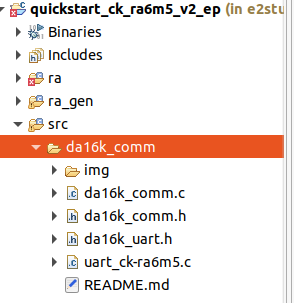 quickstart_ck_ra6m5_v2_ep (in e2stu
Binaries
Includes
ra
ra_gen
src
da16k_comm
img
da16k_comm.c
da16k_comm.h
da16k_uart.h
uart_ck-ra6m5.c
README.md